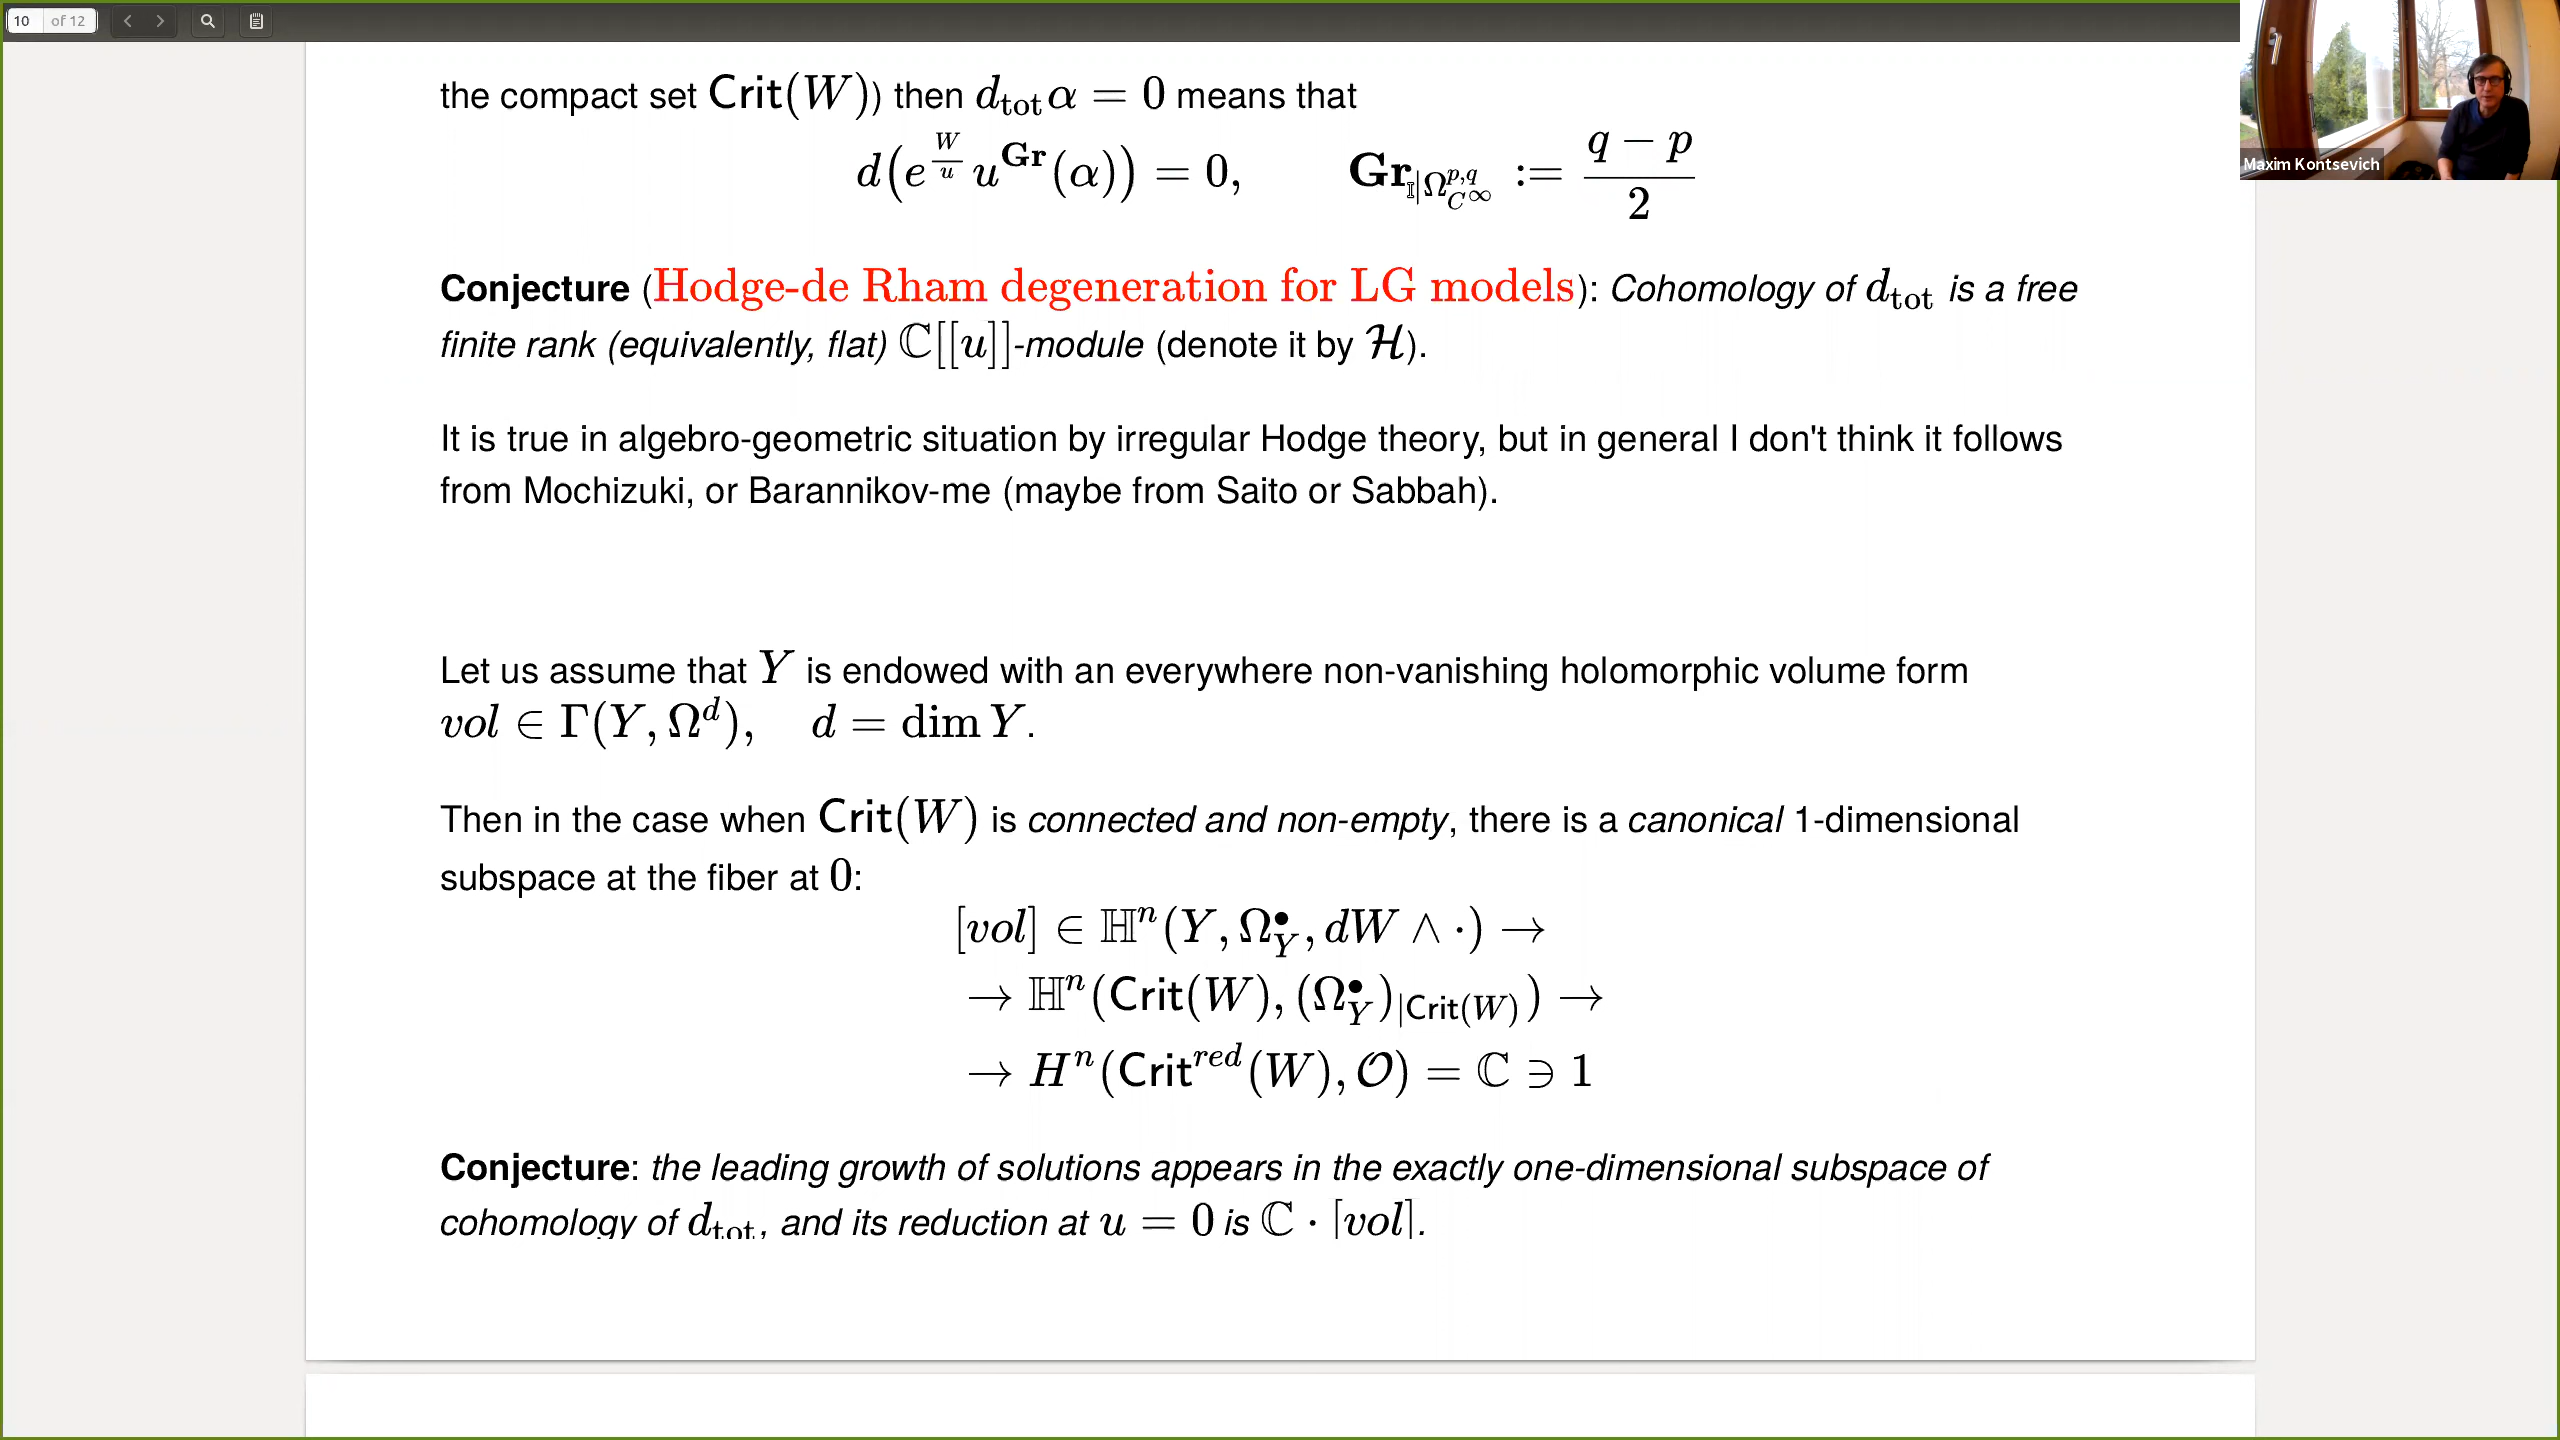 10 of 12
Maxim Kontsevich
the compact set Crit(W)) then d_tot α = 0 means that
d(e^{W/u} u^{Gr}(α)) = 0, Gr_{|Ω^{p,q}_{C^∞}} := (q − p)/2
Conjecture (Hodge-de Rham degeneration for LG models): Cohomology of d_tot is a free
finite rank (equivalently, flat) ℂ[[u]]-module (denote it by ℋ).
It is true in algebro-geometric situation by irregular Hodge theory, but in general I don't think it follows
from Mochizuki, or Barannikov-me (maybe from Saito or Sabbah).
Let us assume that Y is endowed with an everywhere non-vanishing holomorphic volume form
vol ∈ Γ(Y, Ω^d), d = dim Y.
Then in the case when Crit(W) is connected and non-empty, there is a canonical 1-dimensional
subspace at the fiber at 0:
[vol] ∈ ℍ^n(Y, Ω^•_Y, dW ∧ ·) →
→ ℍ^n(Crit(W), (Ω^•_Y)_{|Crit(W)}) →
→ H^n(Crit^{red}(W), 𝒪) = ℂ ∋ 1
Conjecture: the leading growth of solutions appears in the exactly one-dimensional subspace of
cohomology of d_tot, and its reduction at u = 0 is ℂ · [vol].